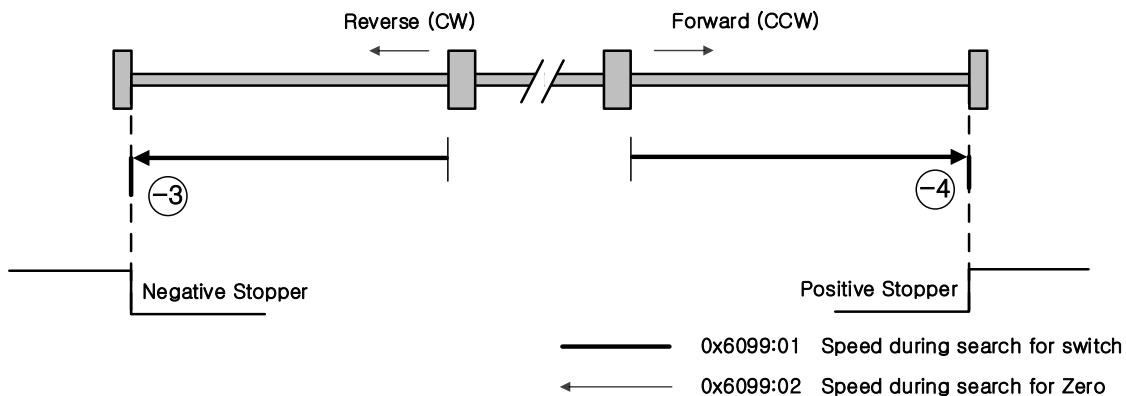 Reverse (CW)
Forward (CCW)
-3
-4
Negative Stopper
Positive Stopper
0x6099:01 Speed during search for switch
0x6099:02 Speed during search for Zero